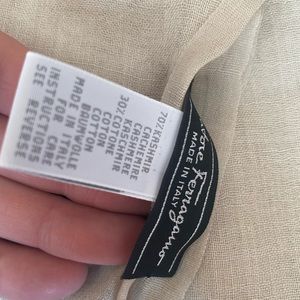 70%KASHMIR
CACHEMIRE
CASHMERE
KASCHMIR
30%COTONE
COTON
COTTON
BAUMWOLLE
MADE IN ITALY
FOR CARE
INSTRUCTIONS
SEE REVERSE
Ferragamo
MADE IN ITALY